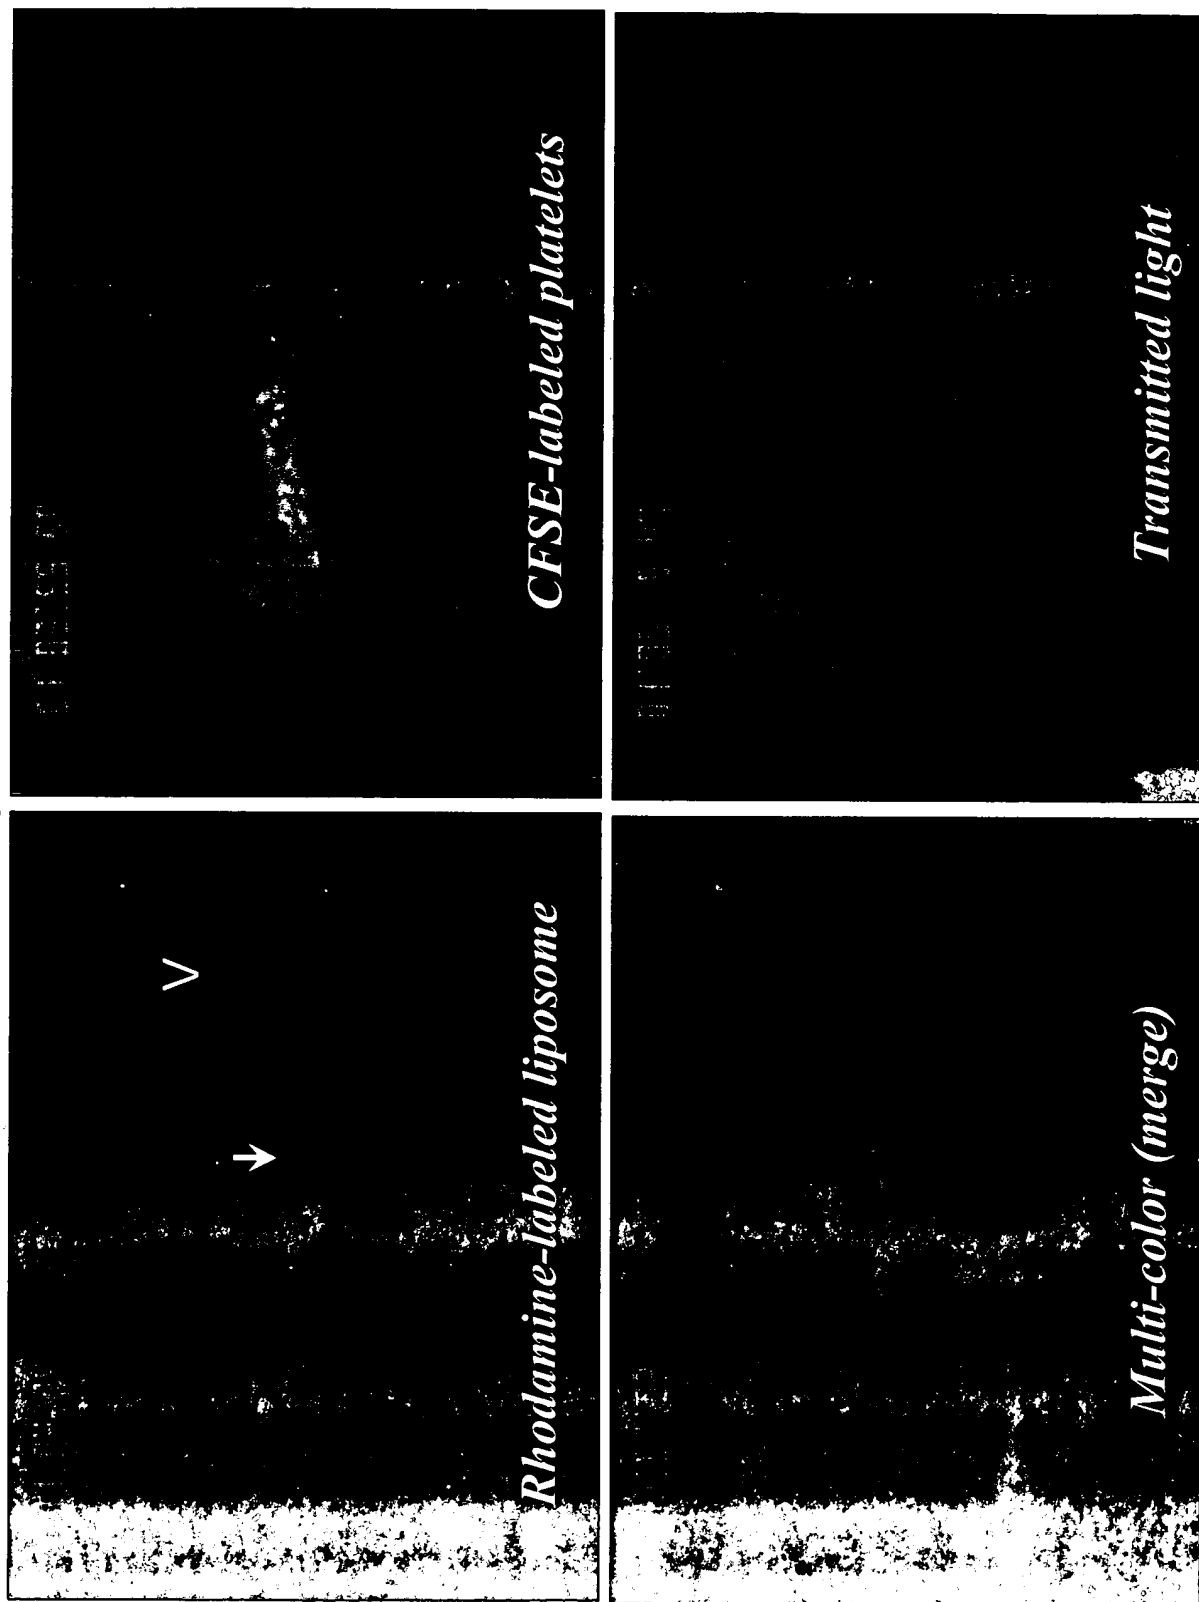 Rhodamine-labeled liposome
CFSE-labeled platelets
Multi-color (merge)
Transmitted light